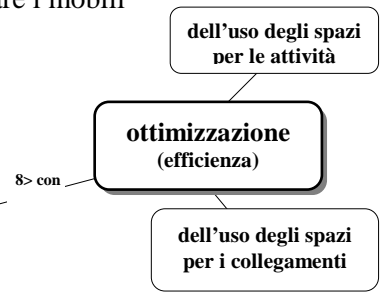 are i mobili
dell'uso degli spazi
per le attività
ottimizzazione
(efficienza)
8> con
dell'uso degli spazi
per i collegamenti